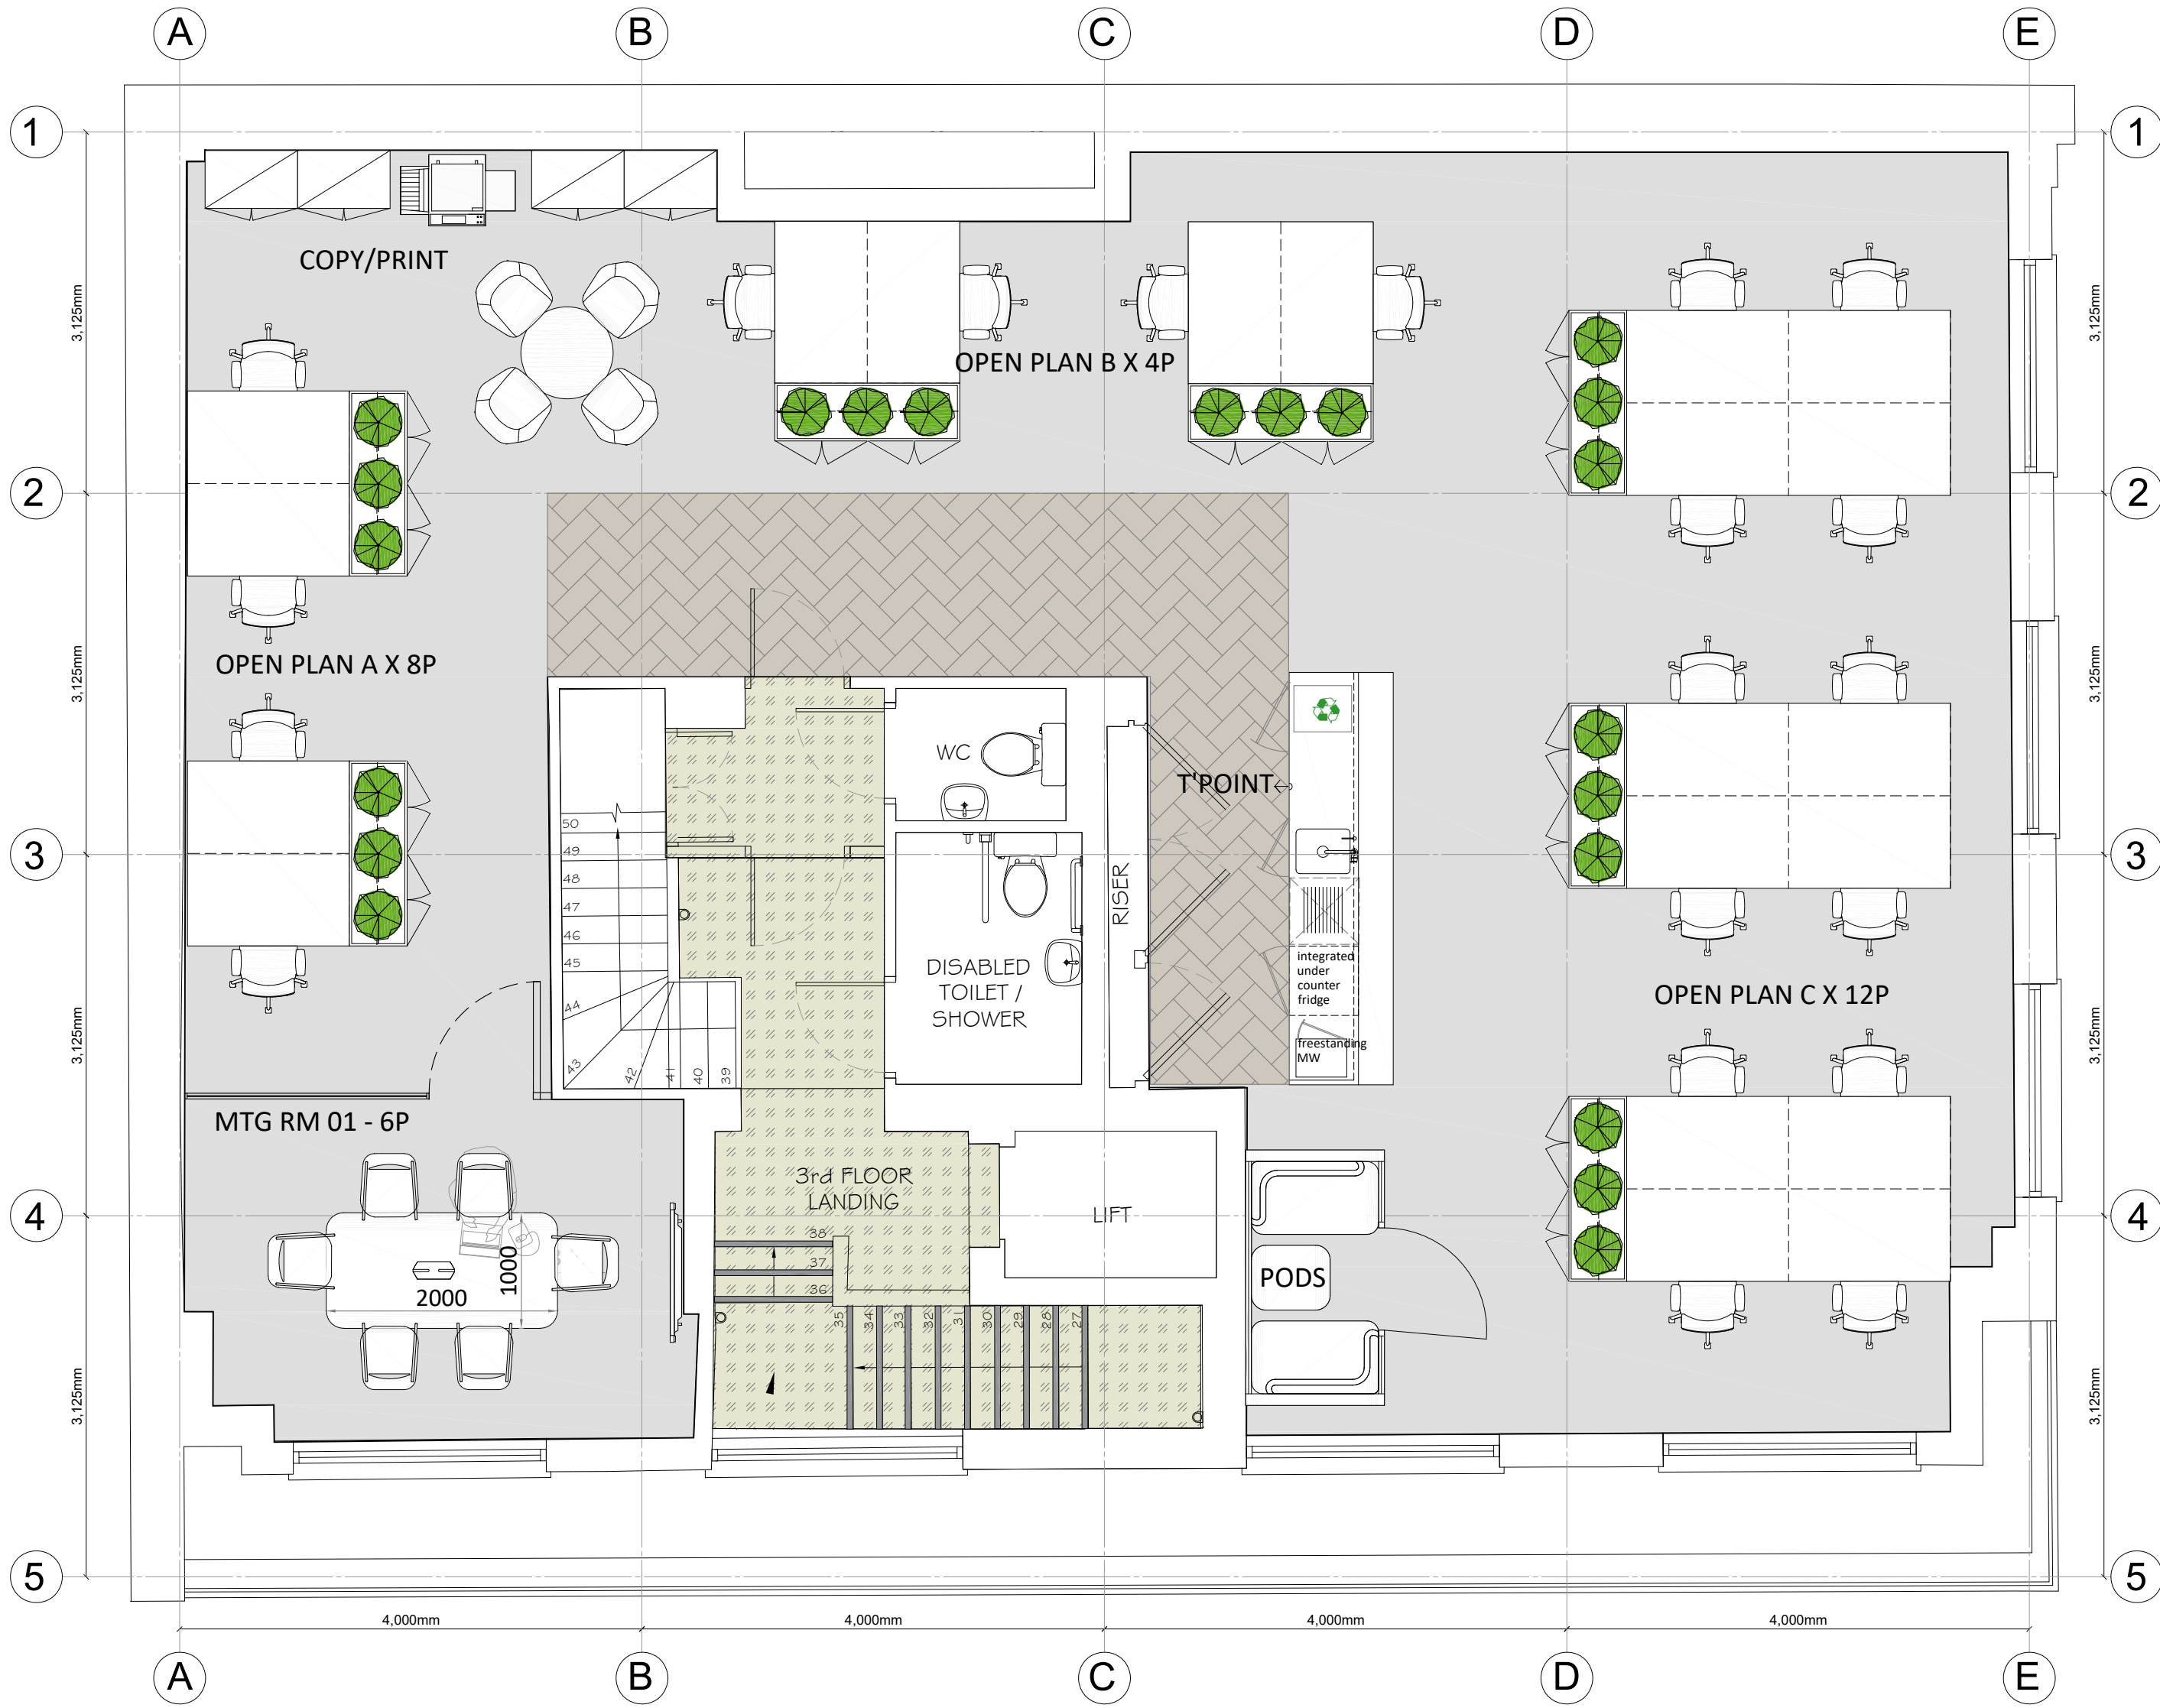 A B C D E
1 1
3,125mm 3,125mm
COPY/PRINT
OPEN PLAN B X 4P
2 2
3,125mm 3,125mm
OPEN PLAN A X 8P
WC
T'POINT
50
49
48
47
46
45
44
43
42
41
40
39
3 3
RISER
DISABLED
TOILET /
SHOWER
integrated
under
counter
fridge
freestanding
MW
OPEN PLAN C X 12P
3,125mm 3,125mm
MTG RM 01 - 6P
3rd FLOOR
LANDING
LIFT
4 4
38
37
36
35
34
33
32
31
30
29
28
27
1000
2000
PODS
3,125mm 3,125mm
5 5
4,000mm 4,000mm 4,000mm 4,000mm
A B C D E